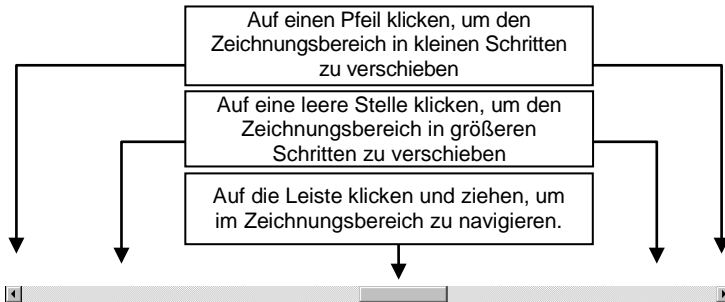 Auf einen Pfeil klicken, um den
Zeichnungsbereich in kleinen Schritten
zu verschieben
Auf eine leere Stelle klicken, um den
Zeichnungsbereich in größeren
Schritten zu verschieben
Auf die Leiste klicken und ziehen, um
im Zeichnungsbereich zu navigieren.